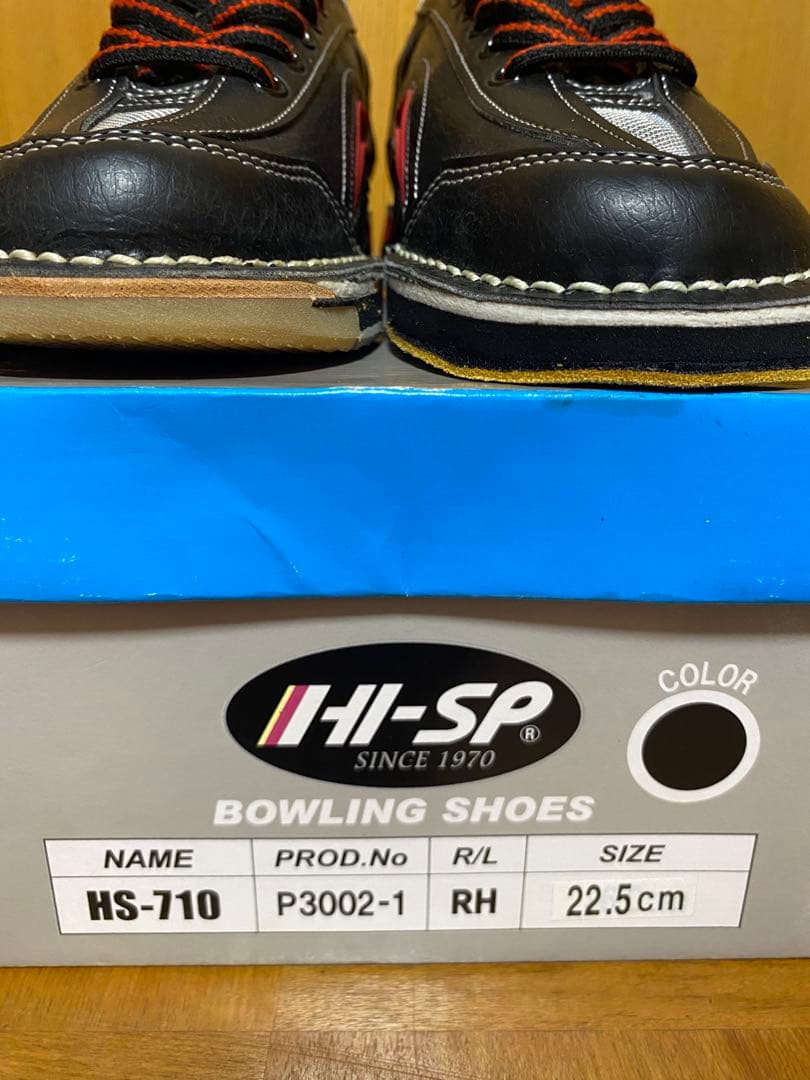 HI-SP®
SINCE 1970
COLOR
BOWLING SHOES
NAME PROD.No R/L SIZE
HS-710 P3002-1 RH 22.5cm